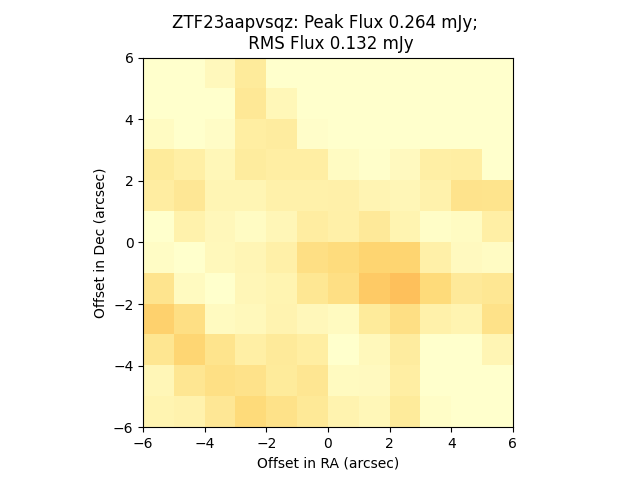 ZTF23aapvsqz: Peak Flux 0.264 mJy;
RMS Flux 0.132 mJy
6
4
2
0
−2
−4
−6
Offset in Dec (arcsec)
−6 −4 −2 0 2 4 6
Offset in RA (arcsec)